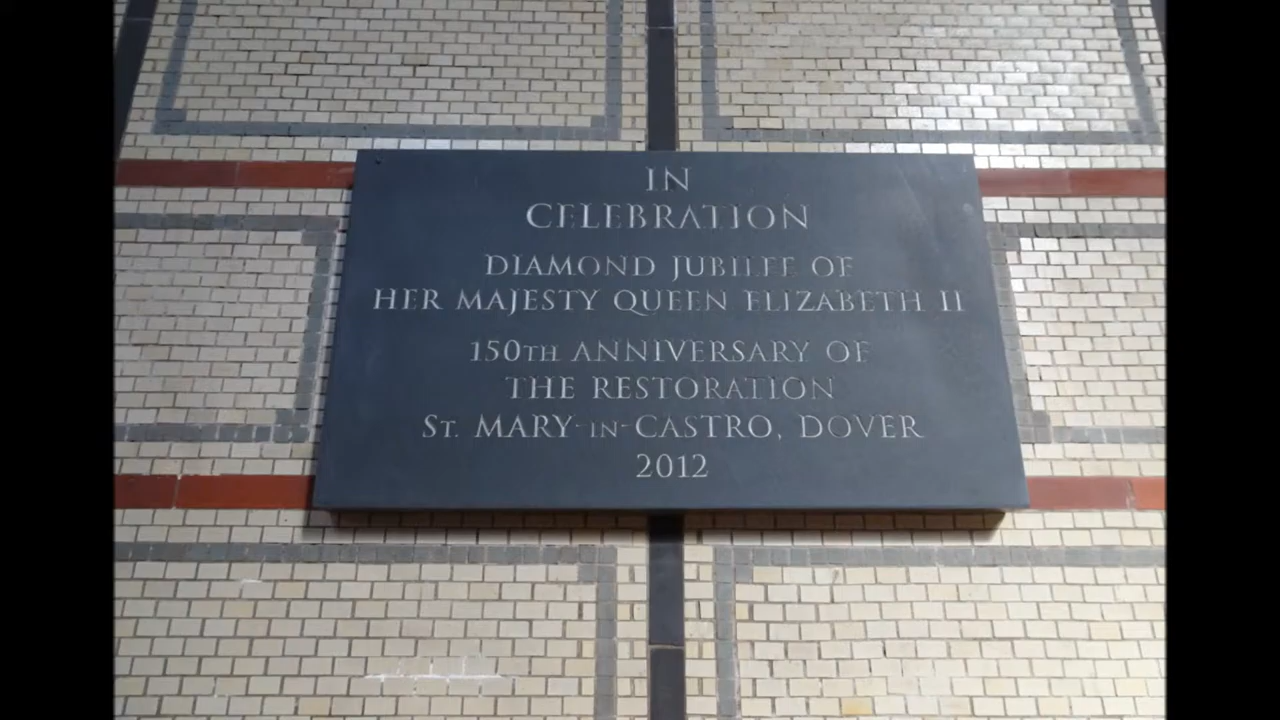 IN
CELEBRATION
DIAMOND JUBILEE OF
HER MAJESTY QUEEN ELIZABETH II
150TH ANNIVERSARY OF
THE RESTORATION
ST. MARY-IN-CASTRO, DOVER
2012